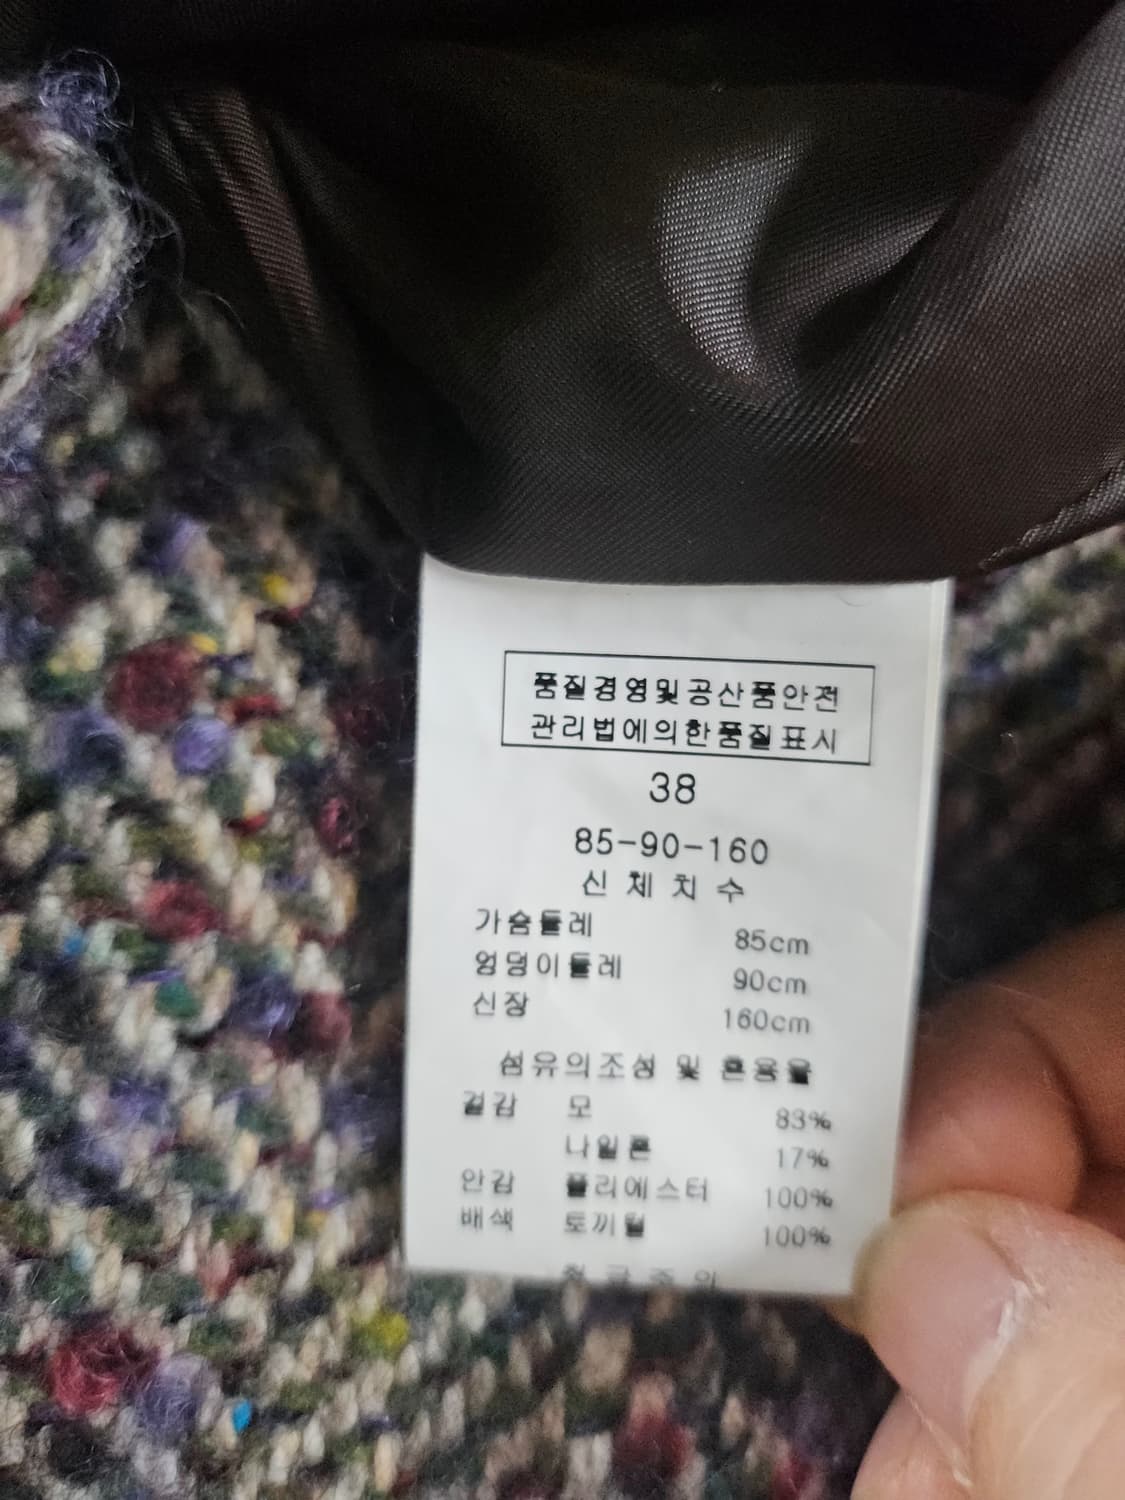 품질경영및공산품안전
관리법에의한품질표시
38
85-90-160
신체치수
가슴둘레 85cm
엉덩이둘레 90cm
신장 160cm
섬유의조성 및 혼용율
겉감 모 83%
나일론 17%
안감 폴리에스터 100%
배색 토끼털 100%